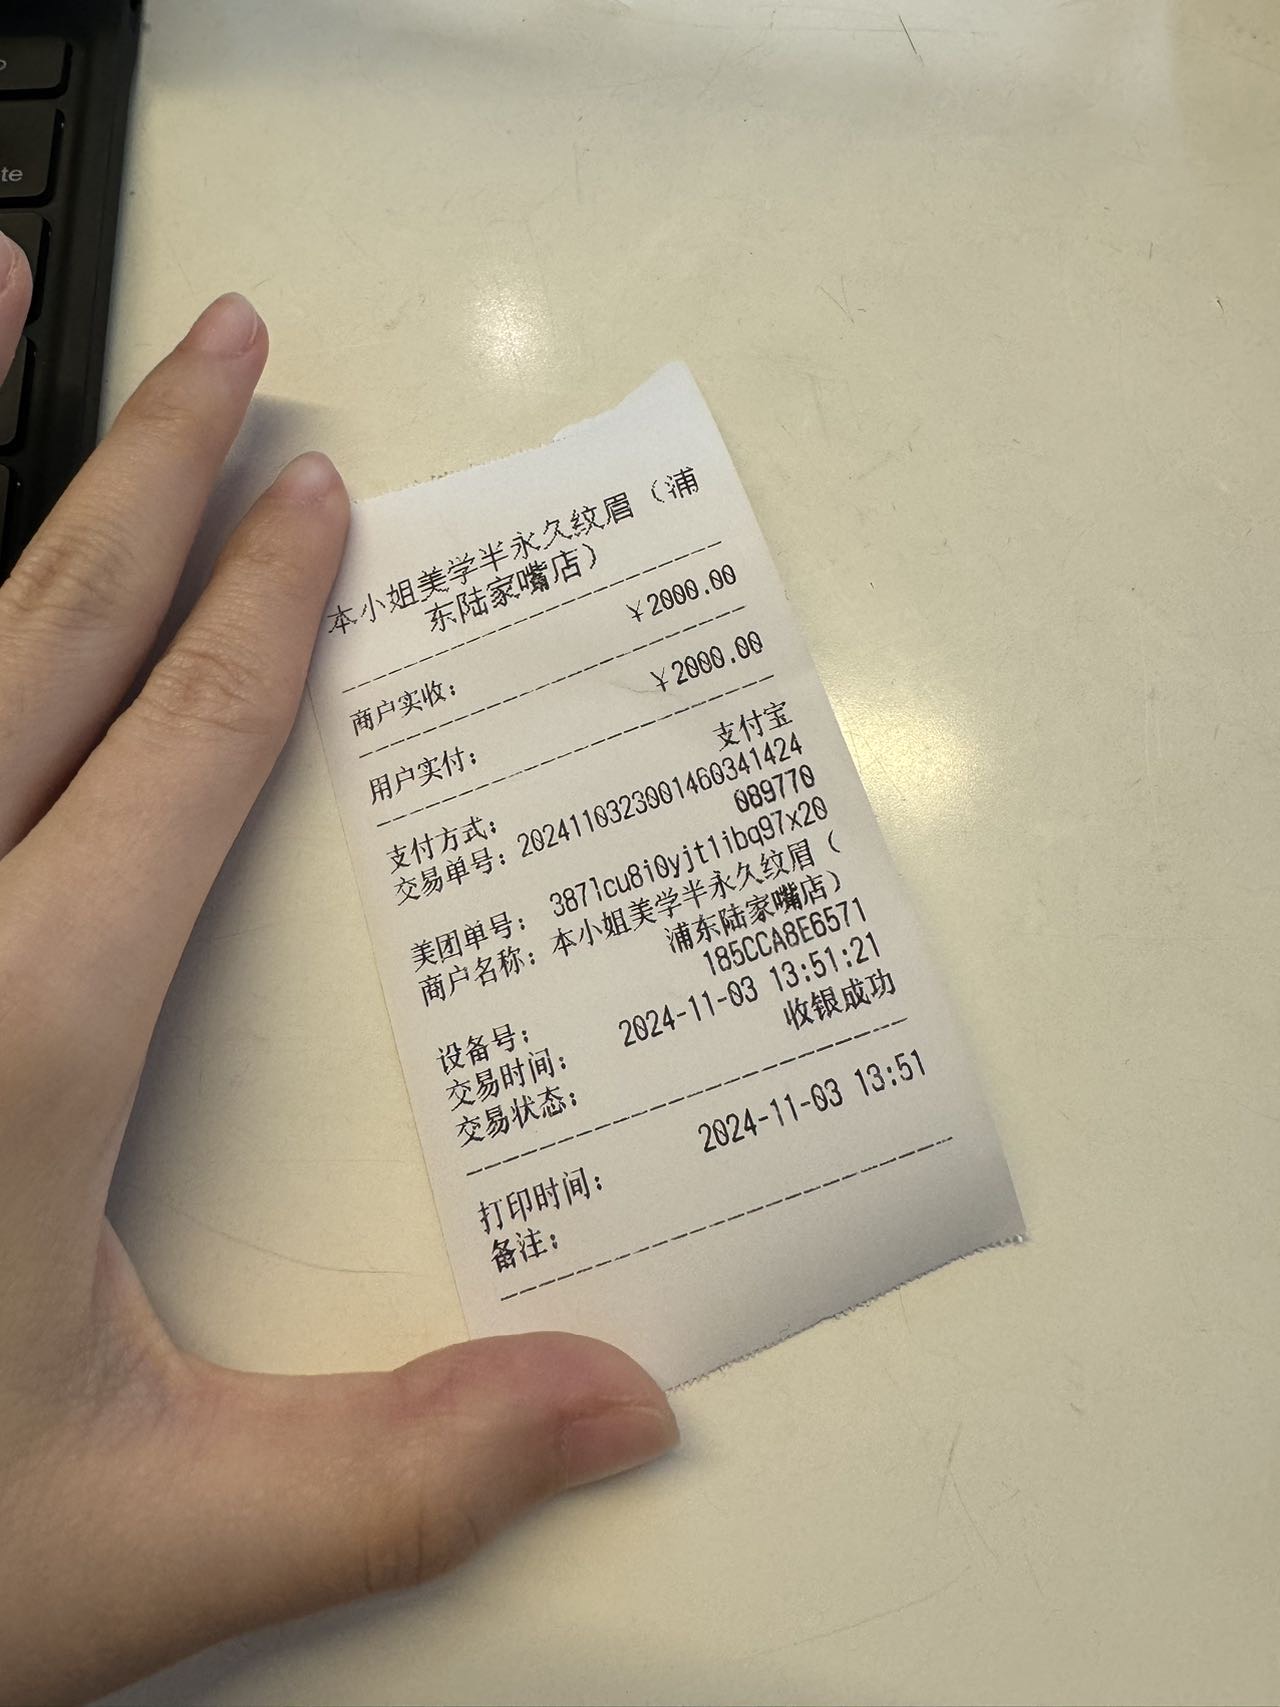 te
本小姐美学半永久纹眉（浦
东陆家嘴店）
商户实收： ￥2000.00
用户实付： ￥2000.00
支付方式： 支付宝
交易单号：2024110323001460341424
089770
美团单号： 3871cu8i0yjt1ibq97x20
商户名称：本小姐美学半永久纹眉（
浦东陆家嘴店）
设备号： 185CCA8E6571
交易时间： 2024-11-03 13:51:21
交易状态： 收银成功
打印时间： 2024-11-03 13:51
备注：